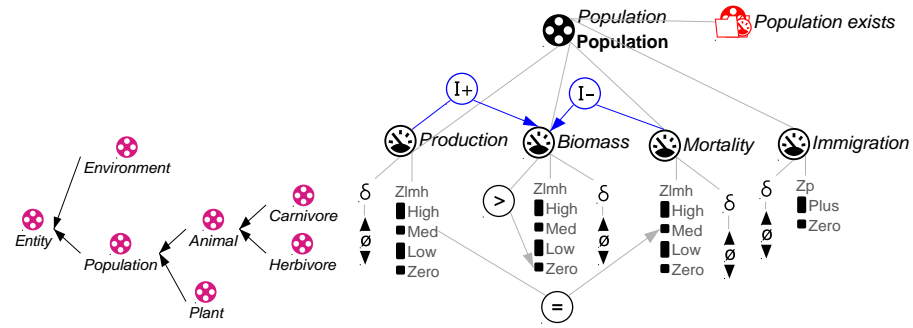 Population
Population
Population exists
I+
I-
Production
Biomass
Mortality
Immigration
Environment
Carnivore
Entity
Population
Animal
Herbivore
Plant
δ
Zlmh
High
Med
Low
Zero
ø
>
Zlmh
High
Med
Low
Zero
δ
ø
Zlmh
High
Med
Low
Zero
δ
ø
δ
ø
Zp
Plus
Zero
=